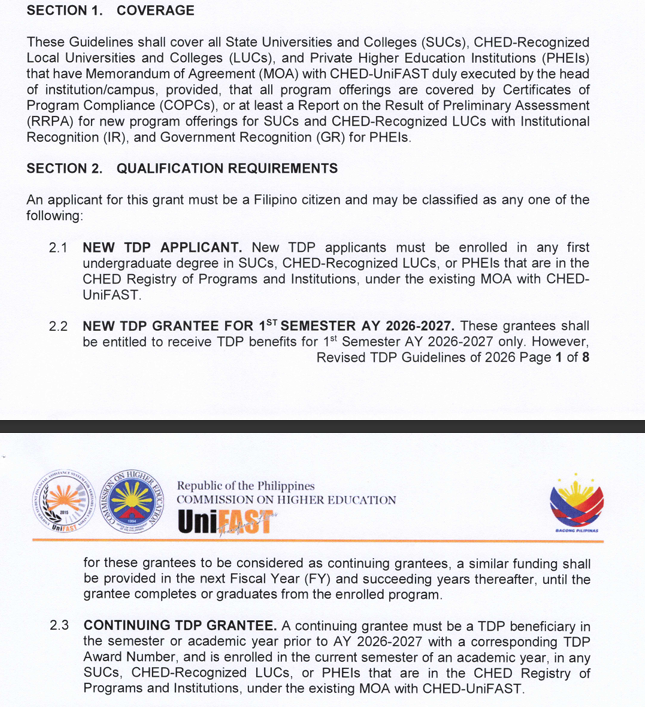 SECTION 1. COVERAGE
These Guidelines shall cover all State Universities and Colleges (SUCs), CHED-Recognized
Local Universities and Colleges (LUCs), and Private Higher Education Institutions (PHEIs)
that have Memorandum of Agreement (MOA) with CHED-UniFAST duly executed by the head
of institution/campus, provided, that all program offerings are covered by Certificates of
Program Compliance (COPCs), or at least a Report on the Result of Preliminary Assessment
(RRPA) for new program offerings for SUCs and CHED-Recognized LUCs with Institutional
Recognition (IR), and Government Recognition (GR) for PHEIs.
SECTION 2. QUALIFICATION REQUIREMENTS
An applicant for this grant must be a Filipino citizen and may be classified as any one of the
following:
2.1 NEW TDP APPLICANT. New TDP applicants must be enrolled in any first
undergraduate degree in SUCs, CHED-Recognized LUCs, or PHEIs that are in the
CHED Registry of Programs and Institutions, under the existing MOA with CHED-
UniFAST.
2.2 NEW TDP GRANTEE FOR 1ST SEMESTER AY 2026-2027. These grantees shall
be entitled to receive TDP benefits for 1st Semester AY 2026-2027 only. However,
Revised TDP Guidelines of 2026 Page 1 of 8
UniFAST
2015
COMMISSION ON HIGHER EDUCATION
Republic of the Philippines
COMMISSION ON HIGHER EDUCATION
UniFAST
BAGONG PILIPINAS
for these grantees to be considered as continuing grantees, a similar funding shall
be provided in the next Fiscal Year (FY) and succeeding years thereafter, until the
grantee completes or graduates from the enrolled program.
2.3 CONTINUING TDP GRANTEE. A continuing grantee must be a TDP beneficiary in
the semester or academic year prior to AY 2026-2027 with a corresponding TDP
Award Number, and is enrolled in the current semester of an academic year, in any
SUCs, CHED-Recognized LUCs, or PHEIs that are in the CHED Registry of
Programs and Institutions, under the existing MOA with CHED-UniFAST.